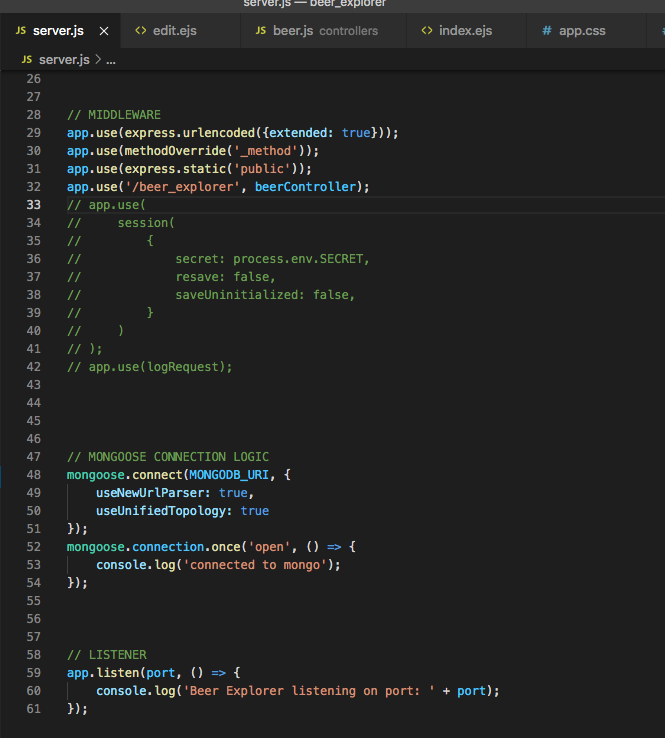 server.js — beer_explorer
JS server.js × <> edit.ejs JS beer.js controllers <> index.ejs # app.css
JS server.js > ...
26
27
28 // MIDDLEWARE
29 app.use(express.urlencoded({extended: true}));
30 app.use(methodOverride('_method'));
31 app.use(express.static('public'));
32 app.use('/beer_explorer', beerController);
33 // app.use(
34 //     session(
35 //         {
36 //             secret: process.env.SECRET,
37 //             resave: false,
38 //             saveUninitialized: false,
39 //         }
40 //     )
41 // );
42 // app.use(logRequest);
43
44
45
46
47 // MONGOOSE CONNECTION LOGIC
48 mongoose.connect(MONGODB_URI, {
49     useNewUrlParser: true,
50     useUnifiedTopology: true
51 });
52 mongoose.connection.once('open', () => {
53     console.log('connected to mongo');
54 });
55
56
57
58 // LISTENER
59 app.listen(port, () => {
60     console.log('Beer Explorer listening on port: ' + port);
61 });